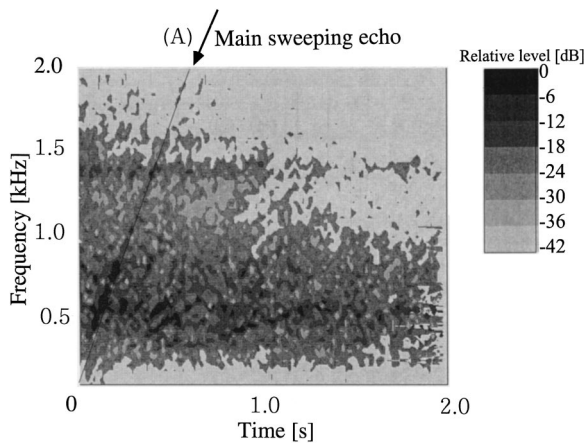 (A) Main sweeping echo
Relative level [dB]
2.0
1.5
1.0
0.5
Frequency [kHz]
0
-6
-12
-18
-24
-30
-36
-42
0 1.0 2.0
Time [s]